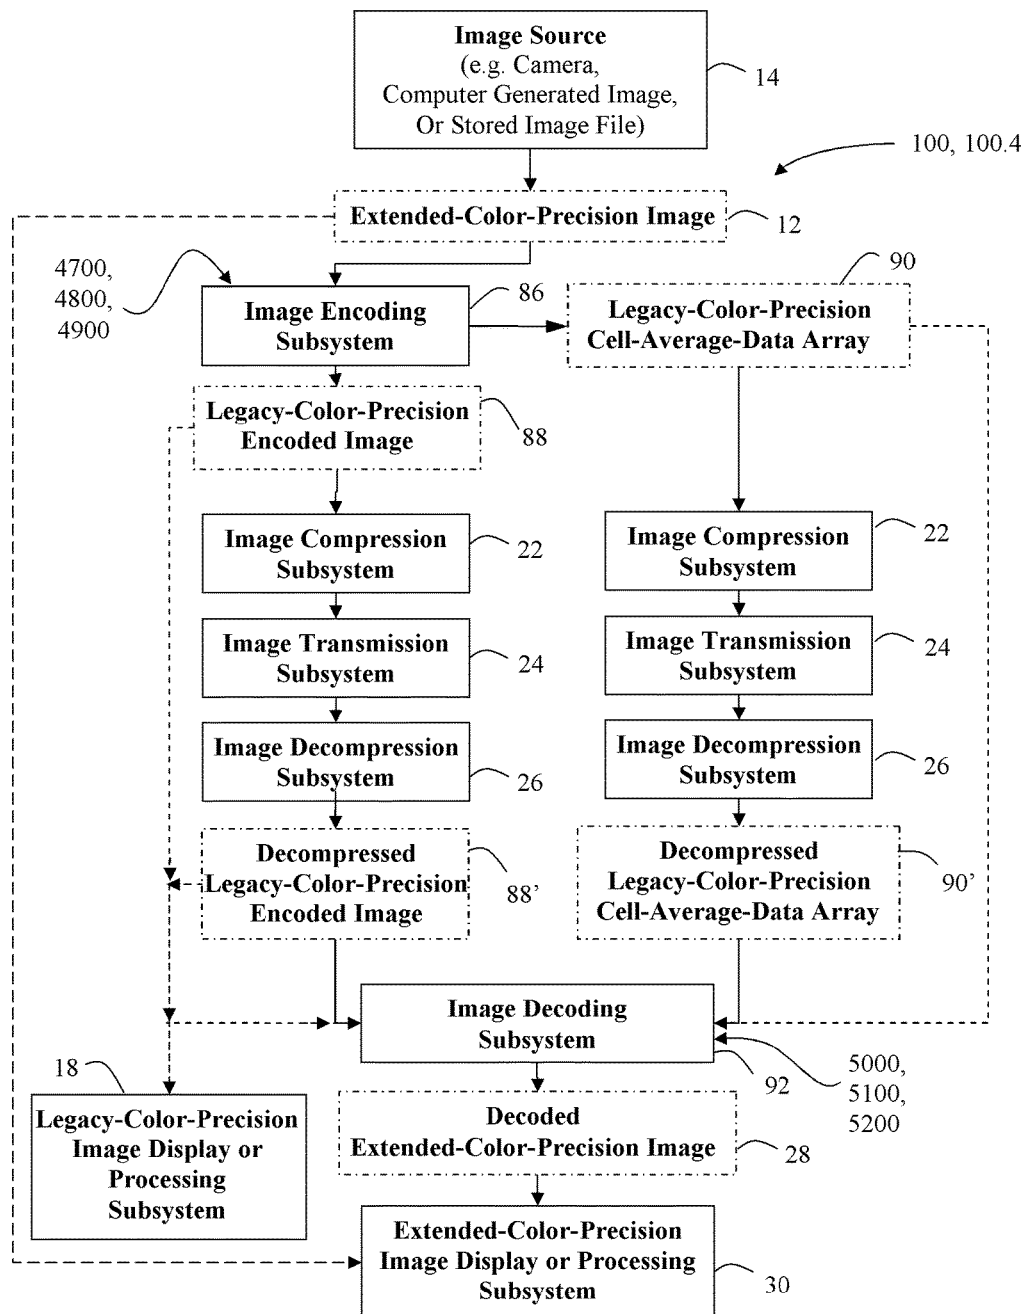 Image Source
(e.g. Camera,
Computer Generated Image,
Or Stored Image File)
14
100, 100.4
Extended-Color-Precision Image
12
4700,
4800,
4900
Image Encoding
Subsystem
86
90
Legacy-Color-Precision
Cell-Average-Data Array
Legacy-Color-Precision
Encoded Image
88
Image Compression
Subsystem
22
Image Compression
Subsystem
22
Image Transmission
Subsystem
24
Image Transmission
Subsystem
24
Image Decompression
Subsystem
26
Image Decompression
Subsystem
26
Decompressed
Legacy-Color-Precision
Encoded Image
88’
Decompressed
Legacy-Color-Precision
Cell-Average-Data Array
90’
Image Decoding
Subsystem
92
5000,
5100,
5200
18
Legacy-Color-Precision
Image Display or
Processing
Subsystem
Decoded
Extended-Color-Precision Image
28
Extended-Color-Precision
Image Display or Processing
Subsystem
30